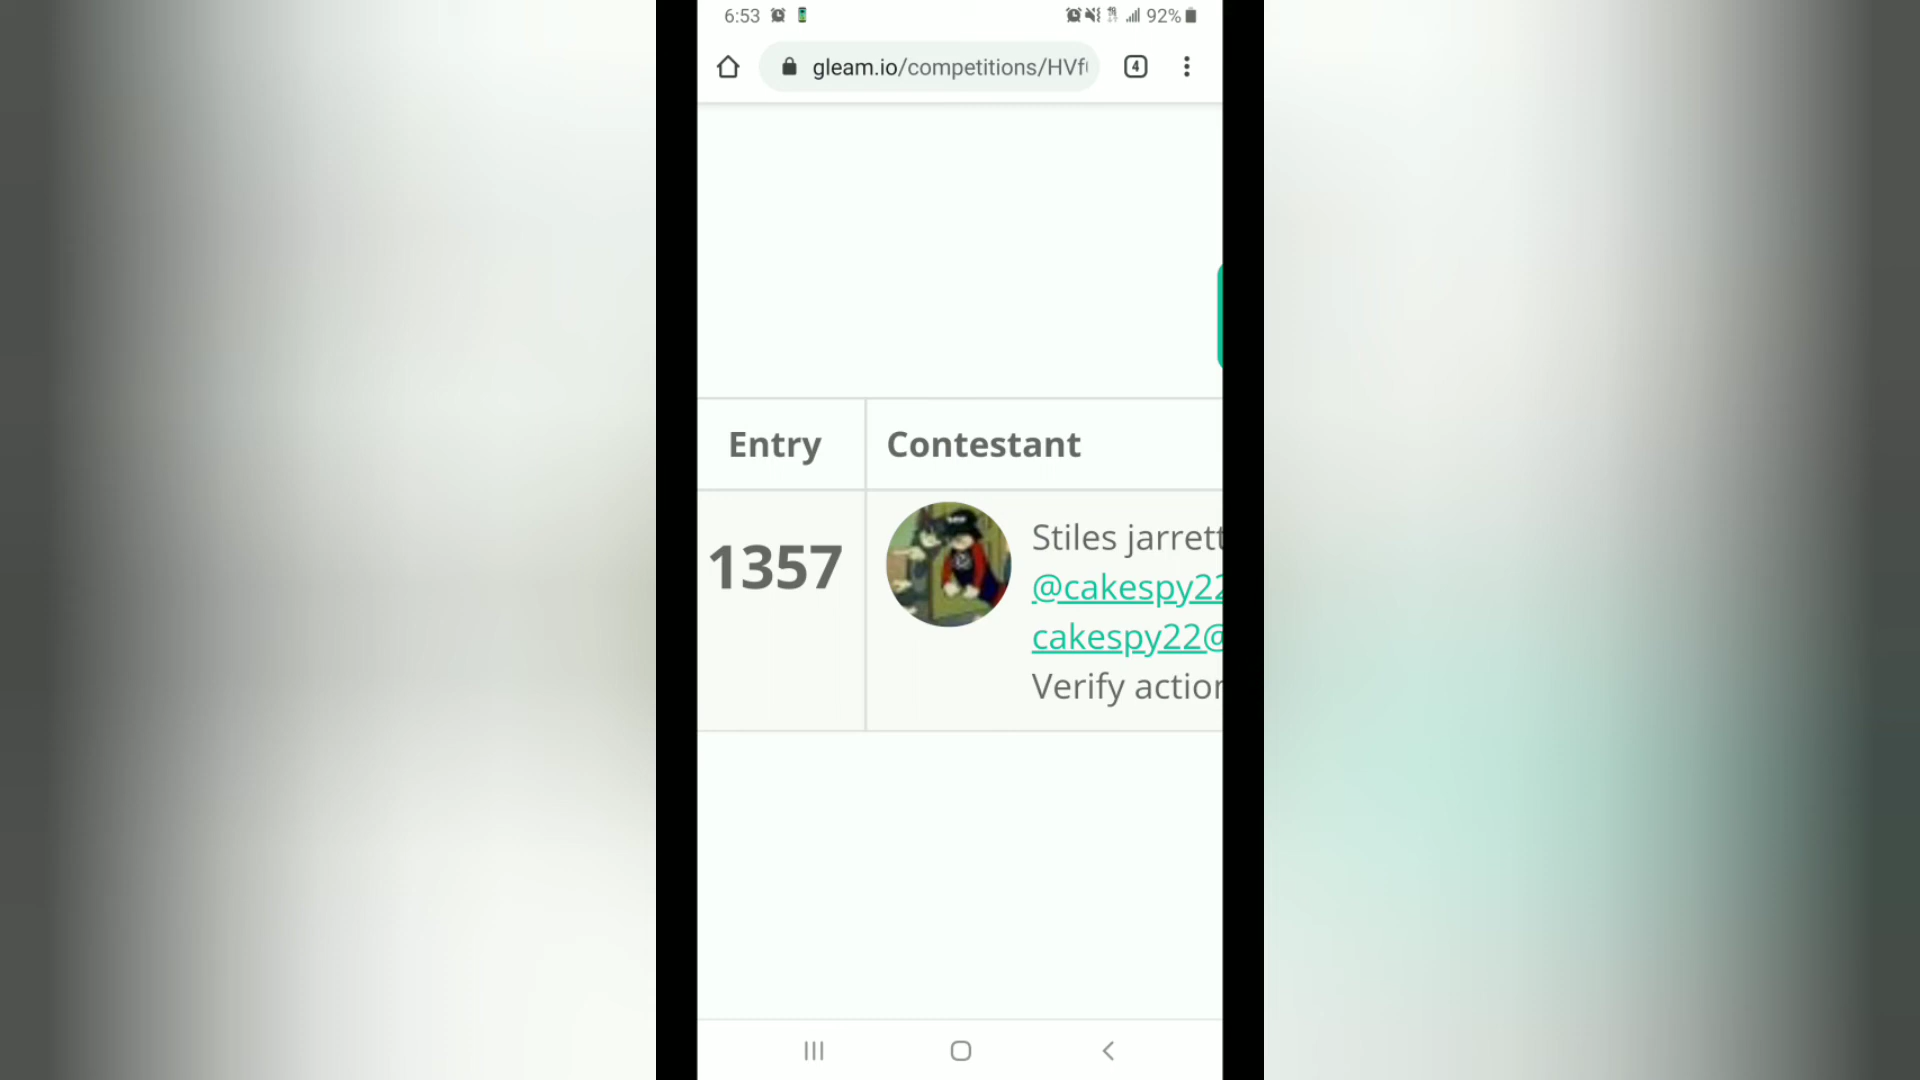 6:53 92%
gleam.io/competitions/HVf
4
Entry Contestant
1357
Stiles jarrett
@cakespy22
cakespy22@
Verify action